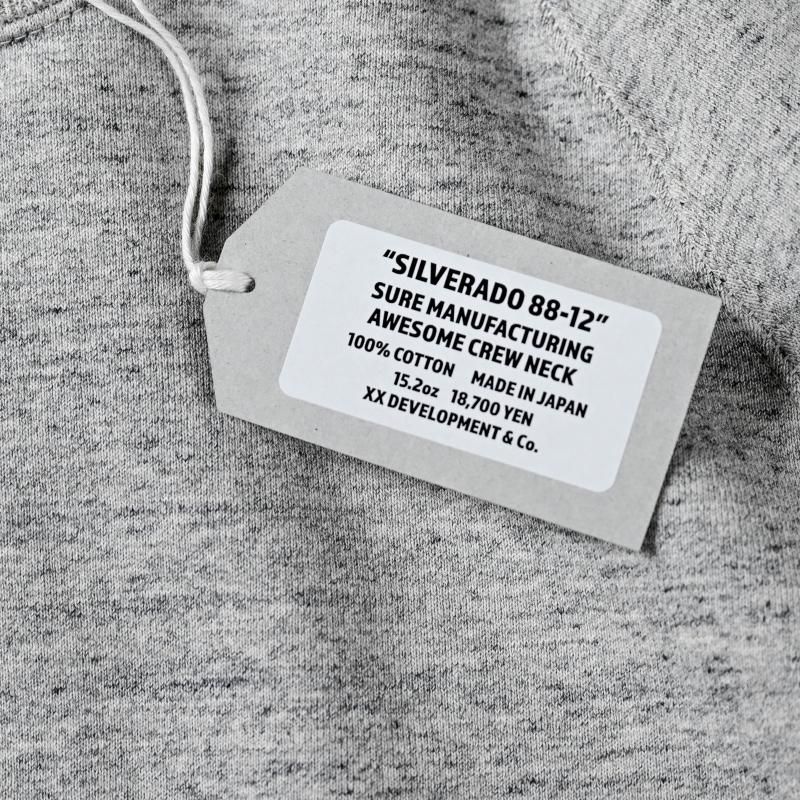 “SILVERADO 88-12”
SURE MANUFACTURING
AWESOME CREW NECK
100% COTTON MADE IN JAPAN
15.2oz 18,700 YEN
XX DEVELOPMENT & Co.